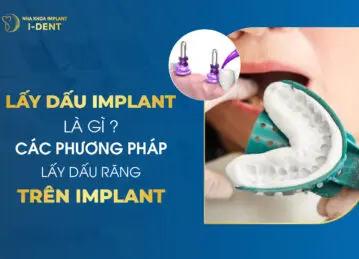 NHA KHOA IMPLANT
I-DENT
LẤY DẤU IMPLANT
LÀ GÌ ?
CÁC PHƯƠNG PHÁP
LẤY DẤU RĂNG
TRÊN IMPLANT